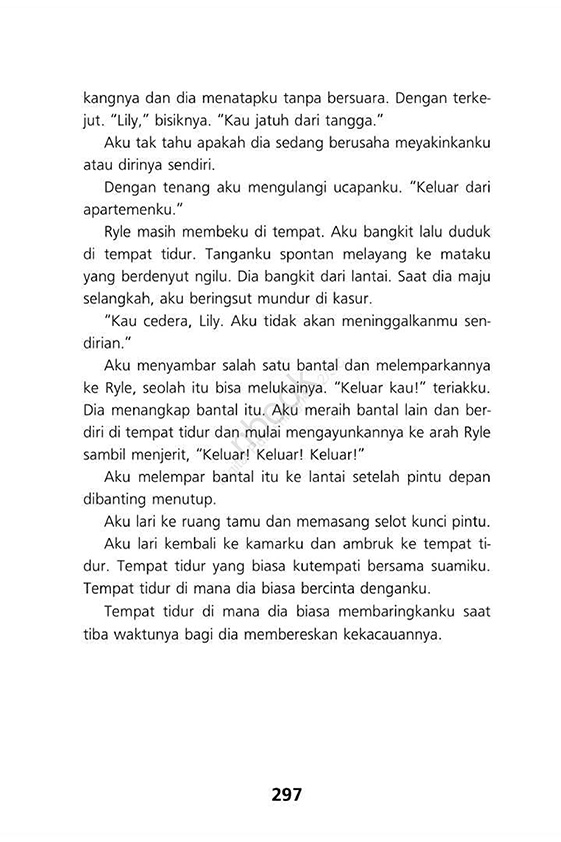 kangnya dan dia menatapku tanpa bersuara. Dengan terke-
jut. “Lily,” bisiknya. “Kau jatuh dari tangga.”
Aku tak tahu apakah dia sedang berusaha meyakinkanku
atau dirinya sendiri.
Dengan tenang aku mengulangi ucapanku. “Keluar dari
apartemenku.”
Ryle masih membeku di tempat. Aku bangkit lalu duduk
di tempat tidur. Tanganku spontan melayang ke mataku
yang berdenyut ngilu. Dia bangkit dari lantai. Saat dia maju
selangkah, aku beringsut mundur di kasur.
“Kau cedera, Lily. Aku tidak akan meninggalkanmu sen-
dirian.”
Aku menyambar salah satu bantal dan melemparkannya
ke Ryle, seolah itu bisa melukainya. “Keluar kau!” teriakku.
Dia menangkap bantal itu. Aku meraih bantal lain dan ber-
diri di tempat tidur dan mulai mengayunkannya ke arah Ryle
sambil menjerit, “Keluar! Keluar! Keluar!”
Aku melempar bantal itu ke lantai setelah pintu depan
dibanting menutup.
Aku lari ke ruang tamu dan memasang selot kunci pintu.
Aku lari kembali ke kamarku dan ambruk ke tempat ti-
dur. Tempat tidur yang biasa kutempati bersama suamiku.
Tempat tidur di mana dia biasa bercinta denganku.
Tempat tidur di mana dia biasa membaringkanku saat
tiba waktunya bagi dia membereskan kekacauannya.
297